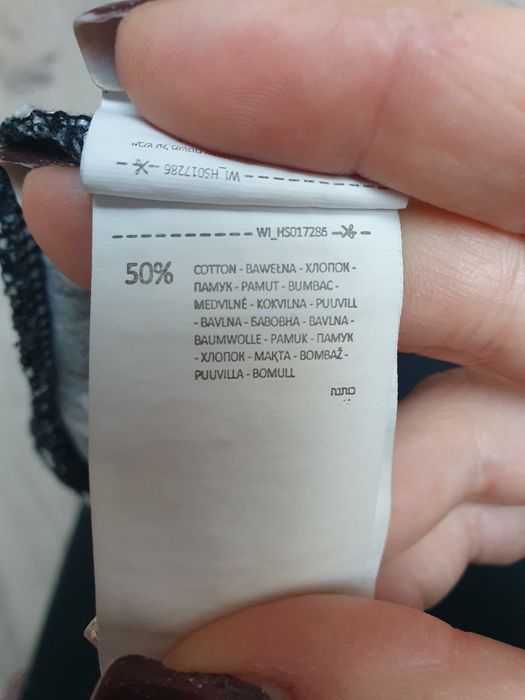 WI_HS017286
WI_HS017286
50%
COTTON - BAWEŁNA - ХЛОПОК -
ПАМУК - PAMUT - BUMBAC -
MEDVILNĖ - KOKVILNA - PUUVILL
- BAVLNA - БАВОВНА - BAVLNA -
BAUMWOLLE - PAMUK - ПАМУК
- ХЛОПОК - МАҚТА - BOMBAŽ -
PUUVILLA - BOMULL
כותנה